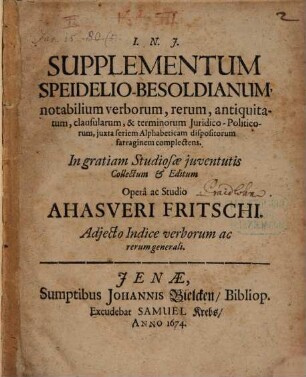 I. N. J.
SUPPLEMENTUM
SPEIDELIO-BESOLDIANUM,
notabilium verborum, rerum, antiquita-
tum, clausularum, & terminorum Juridico-Politico-
rum, juxta seriem Alphabeticam dispositorum
farraginem complectens.
In gratiam Studiosæ juventutis
Collectum & Editum
Operâ ac Studio
AHASVERI FRITSCHI.
Adjecto Indice verborum ac
rerum generali.
JENÆ,
Sumptibus JOHANNIS Bielcken/ Bibliop.
Excudebat SAMUEL Krebs/
ANNO 1674.